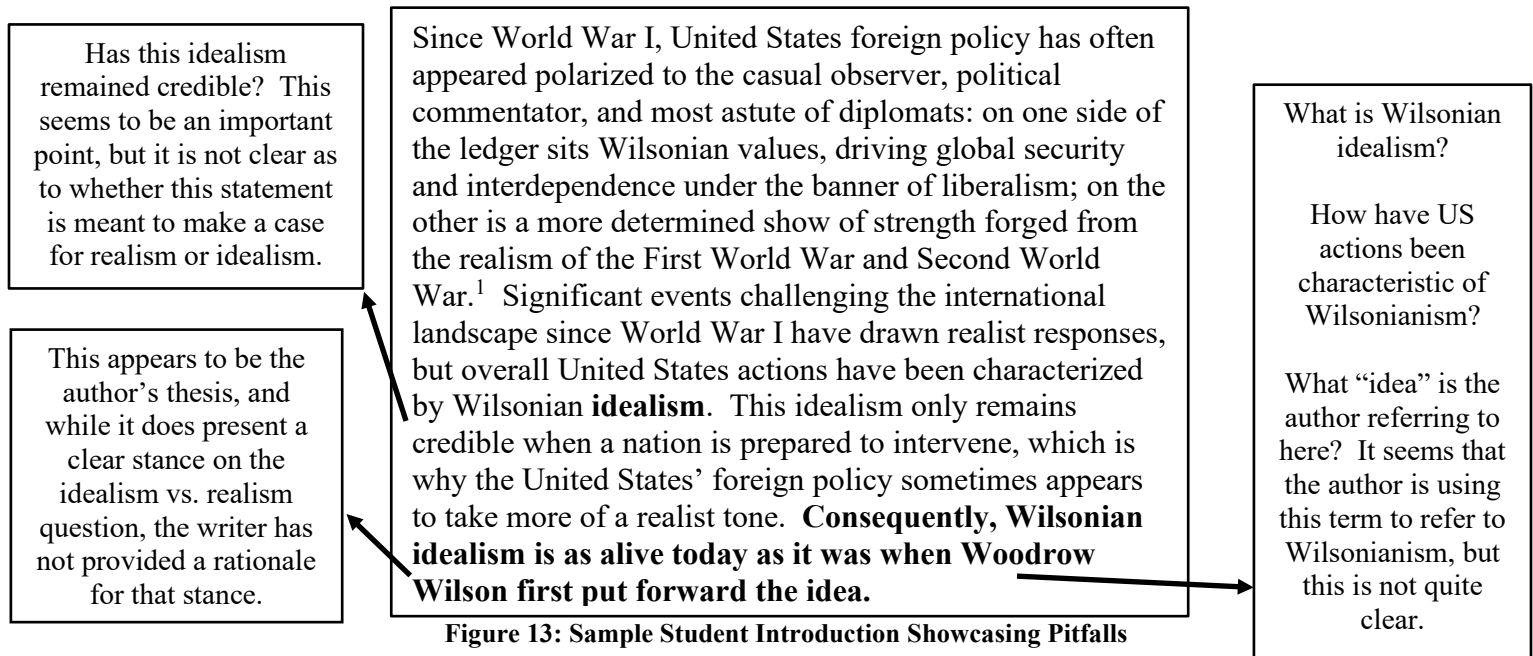 Has this idealism
remained credible?  This
seems to be an important
point, but it is not clear as
to whether this statement
is meant to make a case
for realism or idealism.
This appears to be the
author’s thesis, and
while it does present a
clear stance on the
idealism vs. realism
question, the writer has
not provided a rationale
for that stance.
Since World War I, United States foreign policy has often
appeared polarized to the casual observer, political
commentator, and most astute of diplomats: on one side of
the ledger sits Wilsonian values, driving global security
and interdependence under the banner of liberalism; on the
other is a more determined show of strength forged from
the realism of the First World War and Second World
War.¹  Significant events challenging the international
landscape since World War I have drawn realist responses,
but overall United States actions have been characterized
by Wilsonian idealism.  This idealism only remains
credible when a nation is prepared to intervene, which is
why the United States’ foreign policy sometimes appears
to take more of a realist tone.  Consequently, Wilsonian
idealism is as alive today as it was when Woodrow
Wilson first put forward the idea.
What is Wilsonian
idealism?
How have US
actions been
characteristic of
Wilsonianism?
What “idea” is the
author referring to
here?  It seems that
the author is using
this term to refer to
Wilsonianism, but
this is not quite
clear.
Figure 13: Sample Student Introduction Showcasing Pitfalls